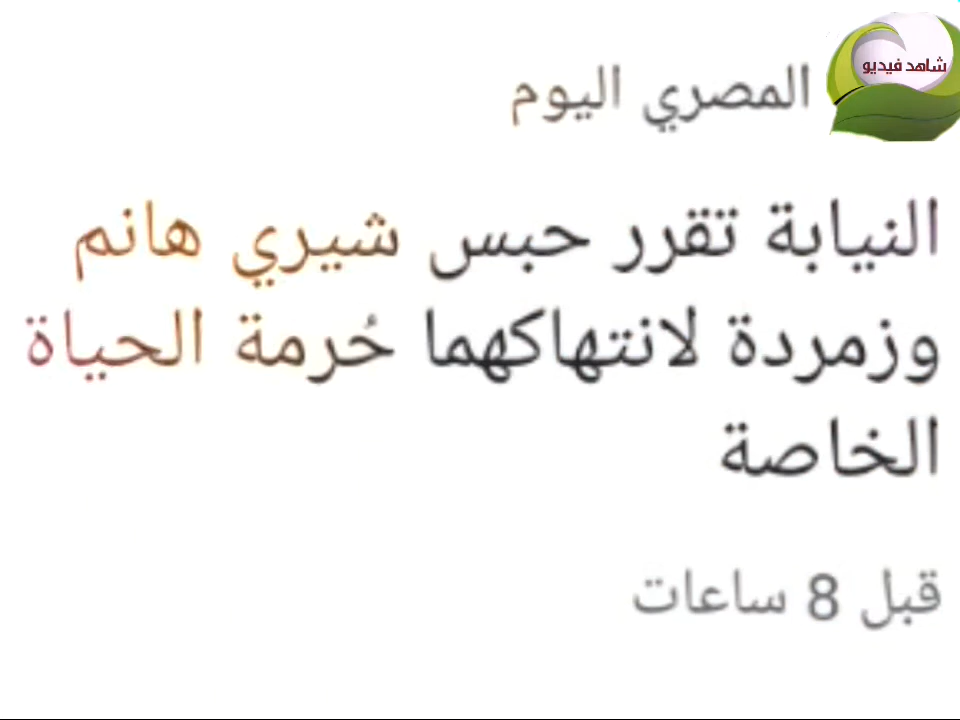 شاهد فيديو
المصري اليوم
النيابة تقرر حبس شيري هانم
وزمردة لانتهاكهما حُرمة الحياة
الخاصة
قبل 8 ساعات